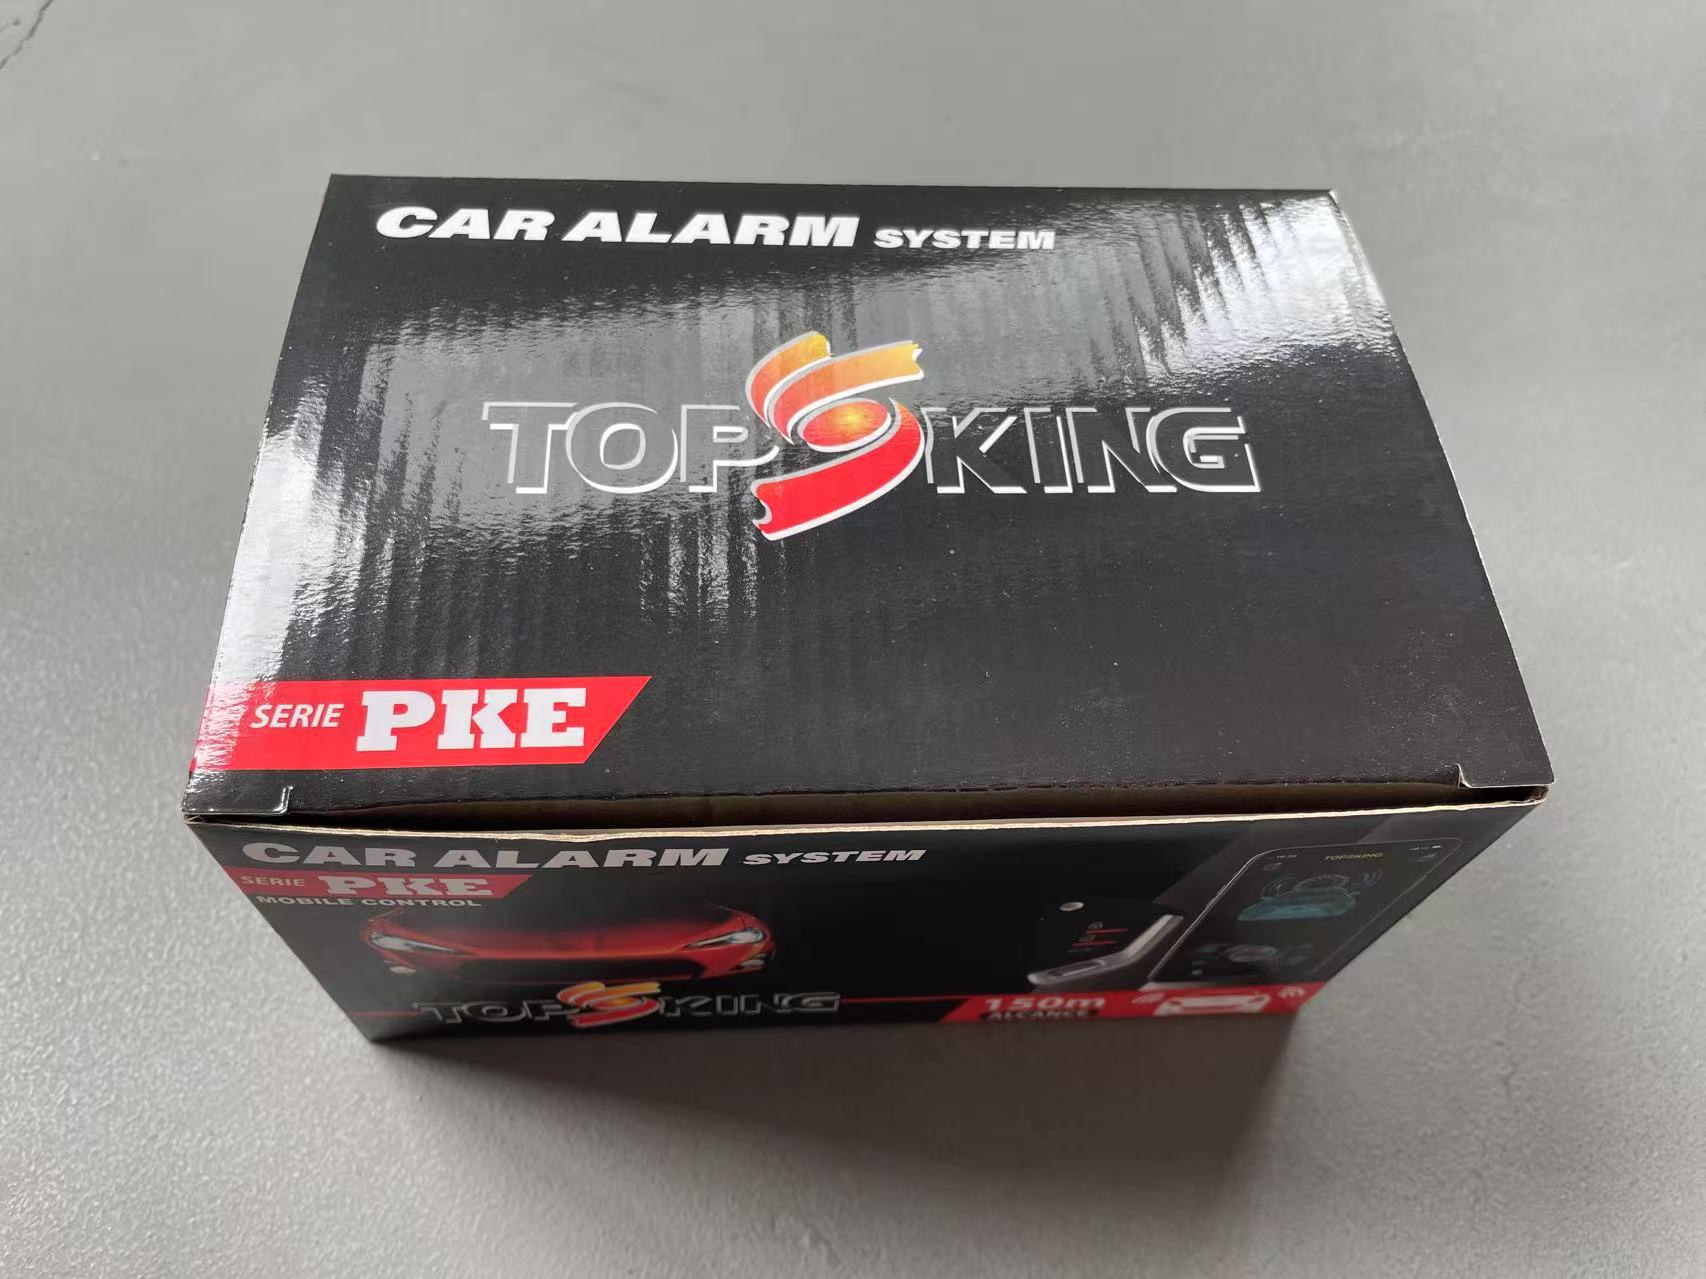 CAR ALARM SYSTEM
TOPSKING
SERIE PKE
CAR ALARM SYSTEM
SERIE PKE
MOBILE CONTROL
TOPSKING
TOPSKING
150m
ALCANCE